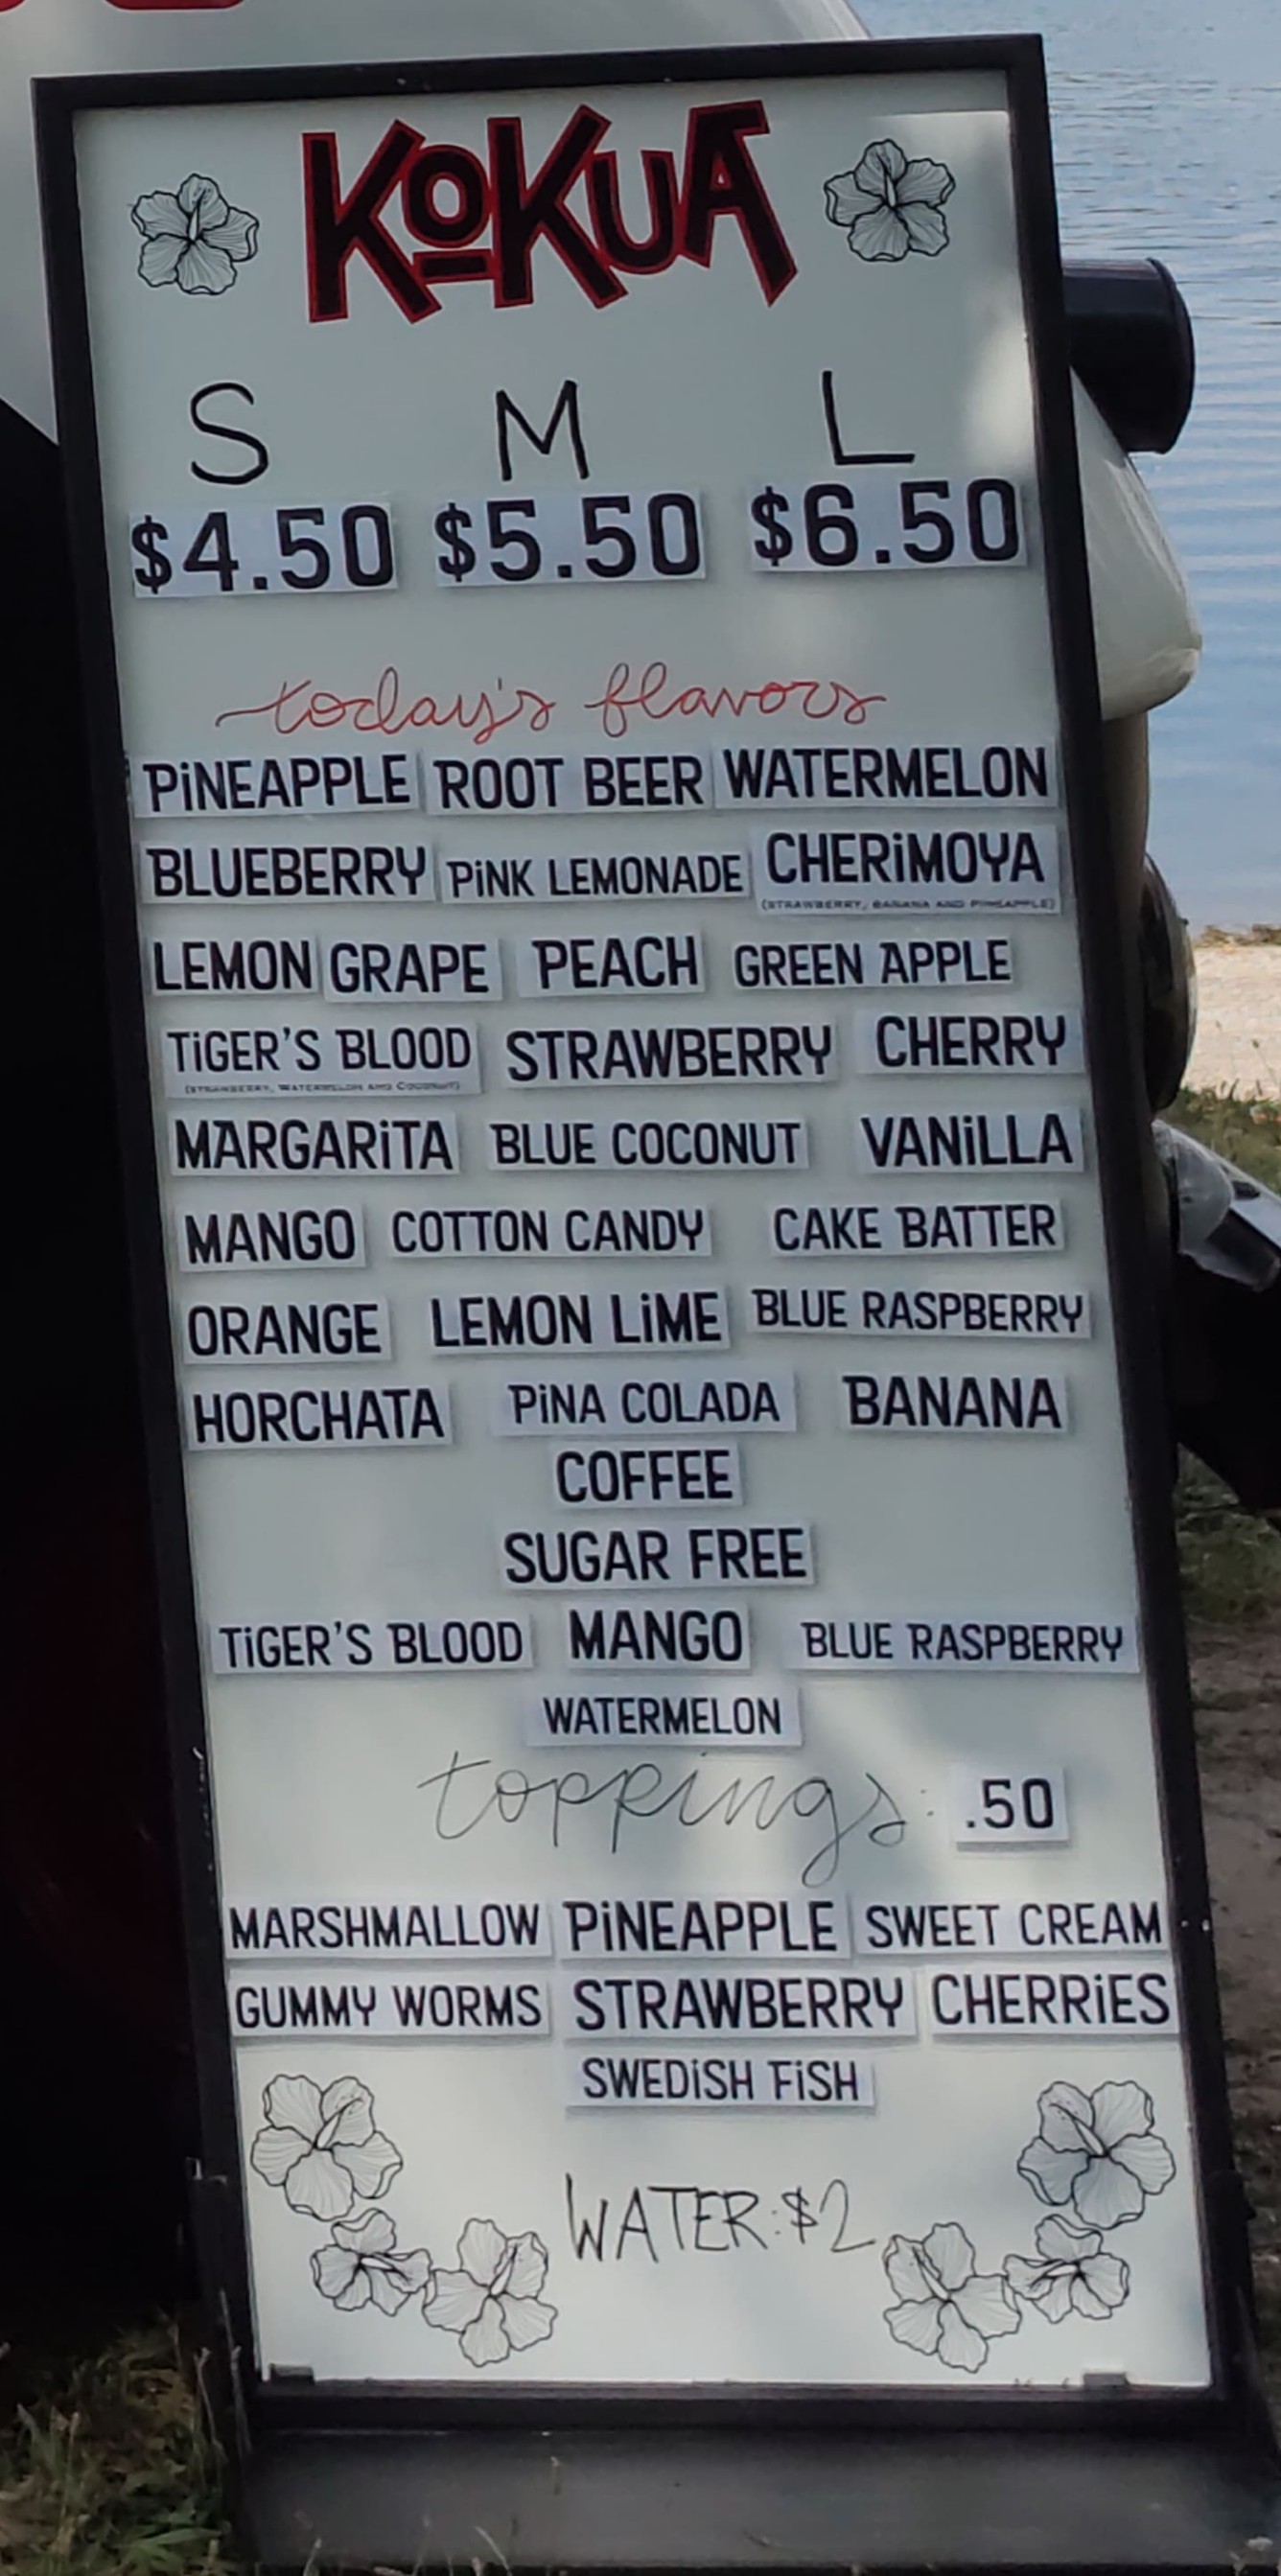 KOKUA
S M L
$4.50 $5.50 $6.50
today's flavors
PiNEAPPLE ROOT BEER WATERMELON
BLUEBERRY PiNK LEMONADE CHERiMOYA
(STRAWBERRY, BANANA AND PINEAPPLE)
LEMON GRAPE PEACH GREEN APPLE
TiGER'S BLOOD STRAWBERRY CHERRY
(STRAWBERRY, WATERMELON AND COCONUT)
MARGARiTA BLUE COCONUT VANiLLA
MANGO COTTON CANDY CAKE BATTER
ORANGE LEMON LiME BLUE RASPBERRY
HORCHATA PiNA COLADA BANANA
COFFEE
SUGAR FREE
TiGER'S BLOOD MANGO BLUE RASPBERRY
WATERMELON
toppings: .50
MARSHMALLOW PiNEAPPLE SWEET CREAM
GUMMY WORMS STRAWBERRY CHERRiES
SWEDiSH FiSH
WATER: $2